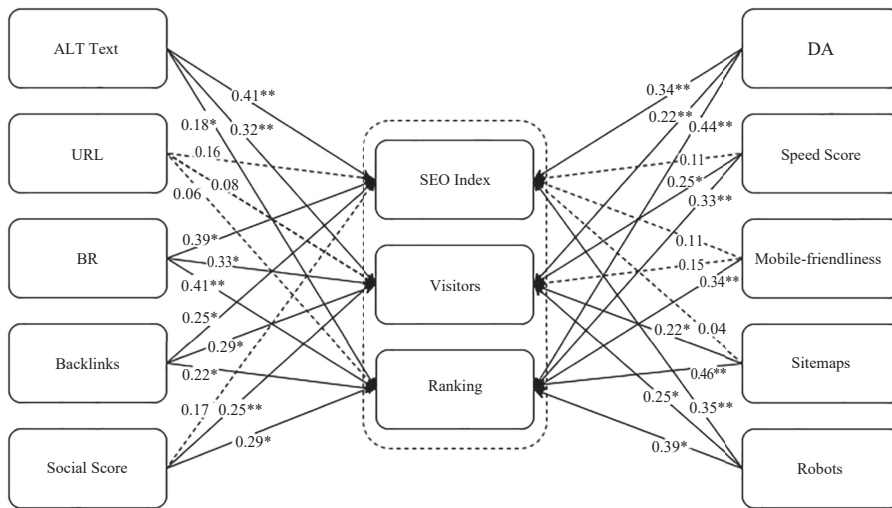 ALT Text
DA
0.41**
0.34**
0.18*
0.32**
0.22**
0.44**
URL
0.16
0.11
Speed Score
SEO Index
0.06
0.08
0.25*
0.33**
BR
0.39*
0.33*
0.41**
0.11
0.15
0.34**
Mobile-friendliness
Visitors
0.25*
0.29*
0.22*
0.04
Backlinks
0.22*
0.46**
Sitemaps
Ranking
0.17
0.25**
0.29*
0.25*
0.35**
0.39*
Social Score
Robots